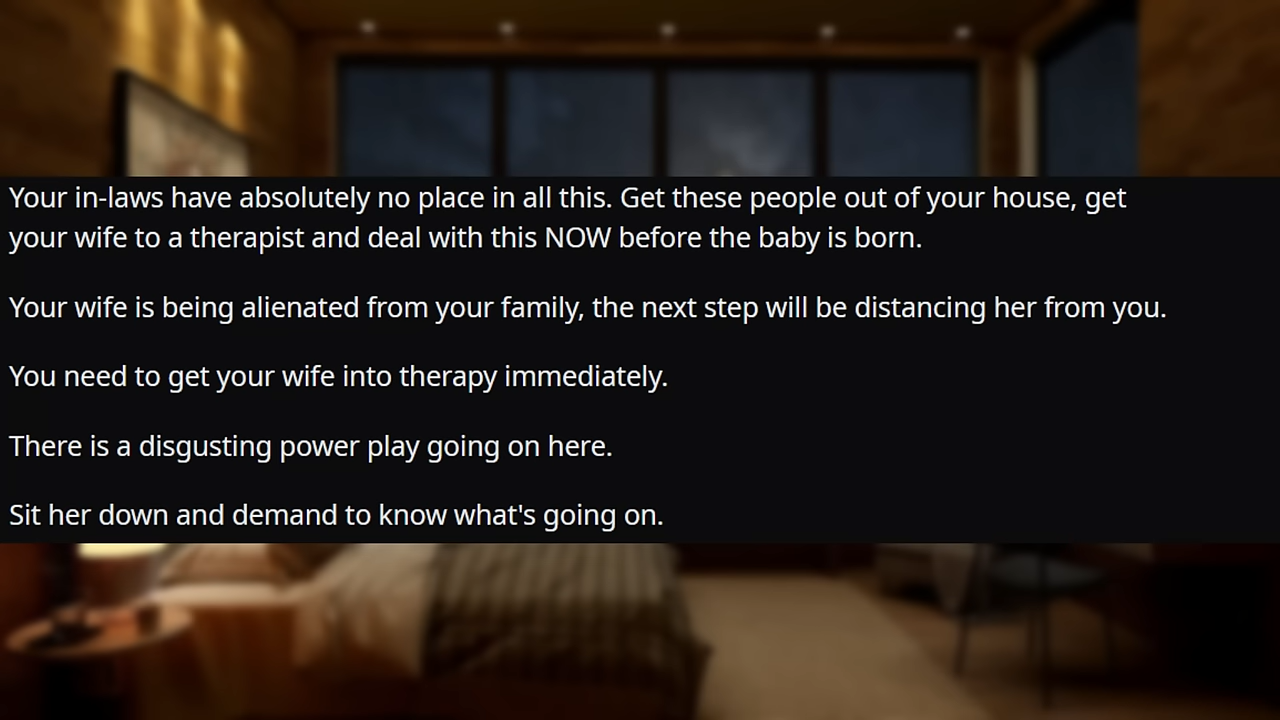 Your in-laws have absolutely no place in all this. Get these people out of your house, get
your wife to a therapist and deal with this NOW before the baby is born.
Your wife is being alienated from your family, the next step will be distancing her from you.
You need to get your wife into therapy immediately.
There is a disgusting power play going on here.
Sit her down and demand to know what's going on.